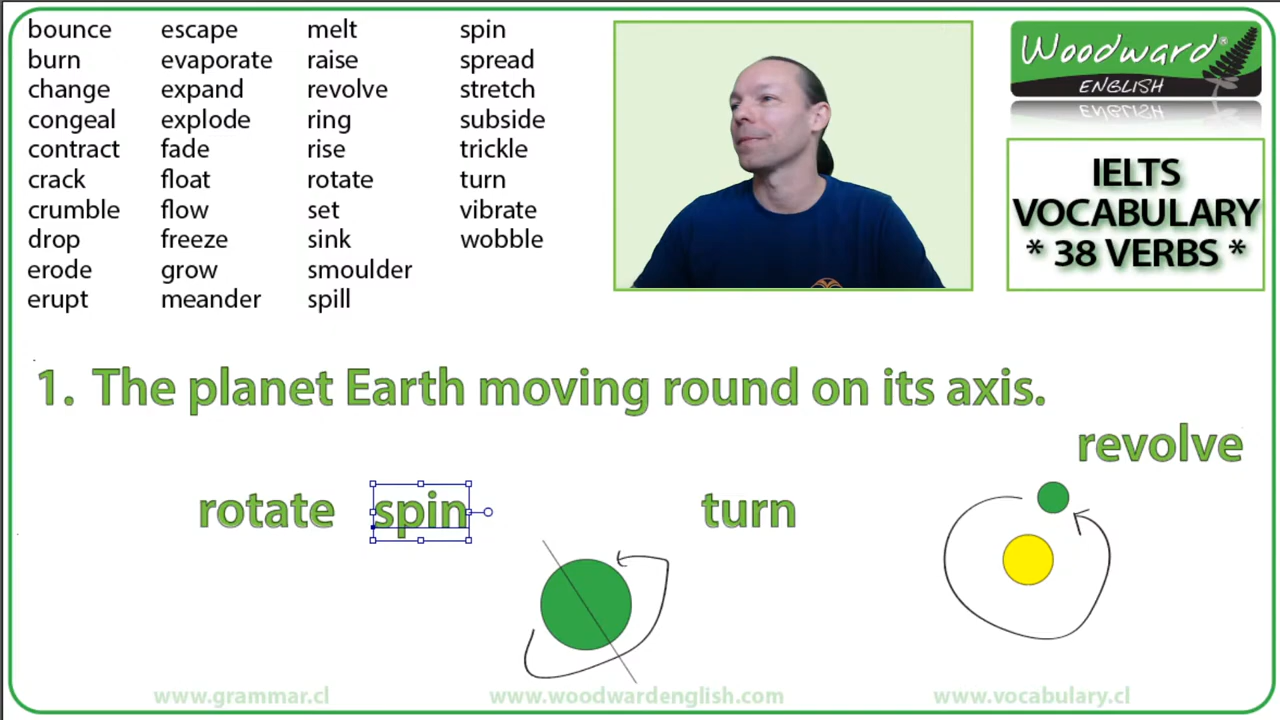 bounce escape melt spin
burn evaporate raise spread
change expand revolve stretch
congeal explode ring subside
contract fade rise trickle
crack float rotate turn
crumble flow set vibrate
drop freeze sink wobble
erode grow smoulder
erupt meander spill
Woodward®
ENGLISH
ENGLISH
IELTS
VOCABULARY
* 38 VERBS *
1. The planet Earth moving round on its axis.
revolve
rotate spin turn
www.grammar.cl www.woodwardenglish.com www.vocabulary.cl